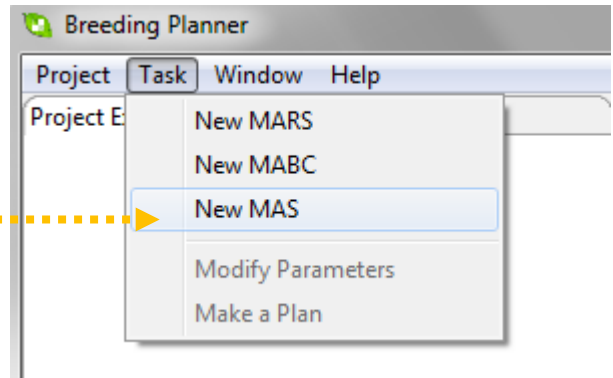 Breeding Planner
Project Task Window Help
Project E
New MARS
New MABC
New MAS
Modify Parameters
Make a Plan